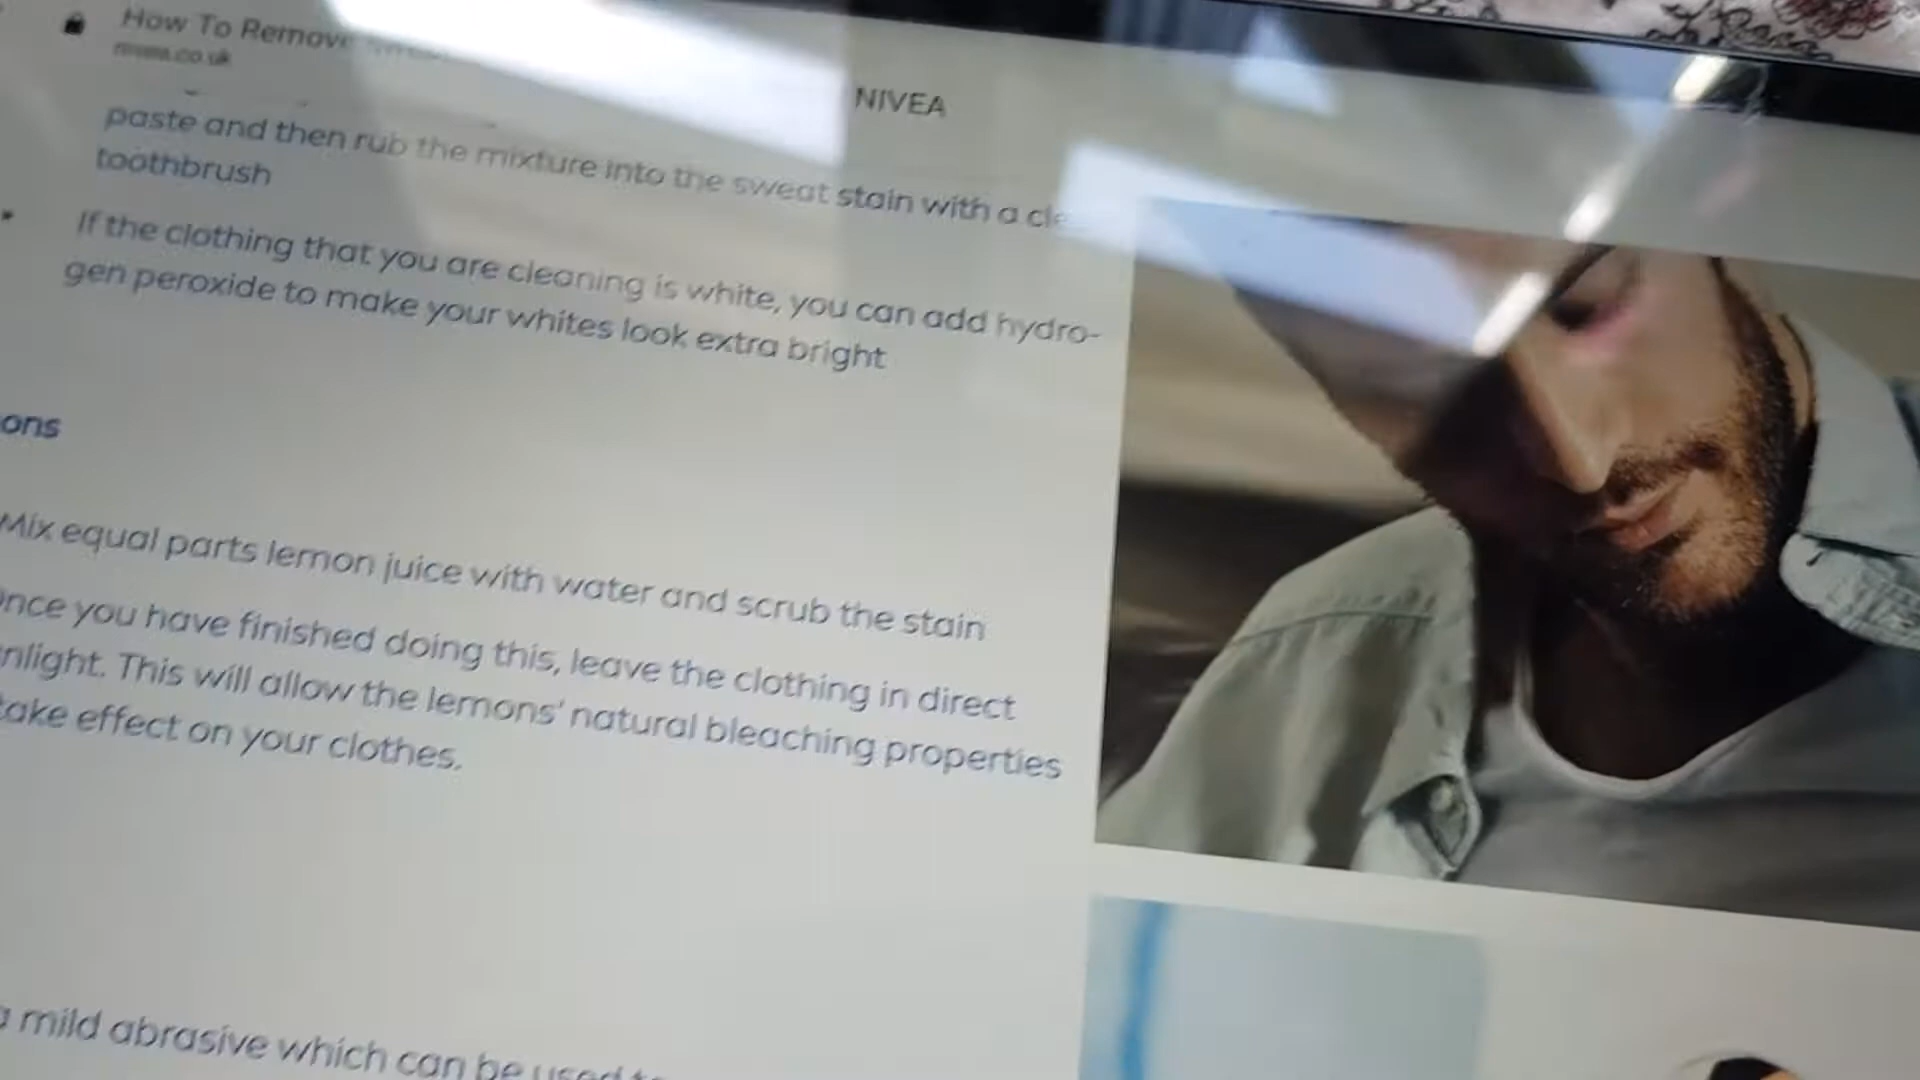 How To Remove
nivea.co.uk
NIVEA
paste and then rub the mixture into the sweat stain with a cle
toothbrush
If the clothing that you are cleaning is white, you can add hydro-
gen peroxide to make your whites look extra bright
ons
Mix equal parts lemon juice with water and scrub the stain
nce you have finished doing this, leave the clothing in direct
nlight. This will allow the lemons' natural bleaching properties
take effect on your clothes.
a mild abrasive which can be used